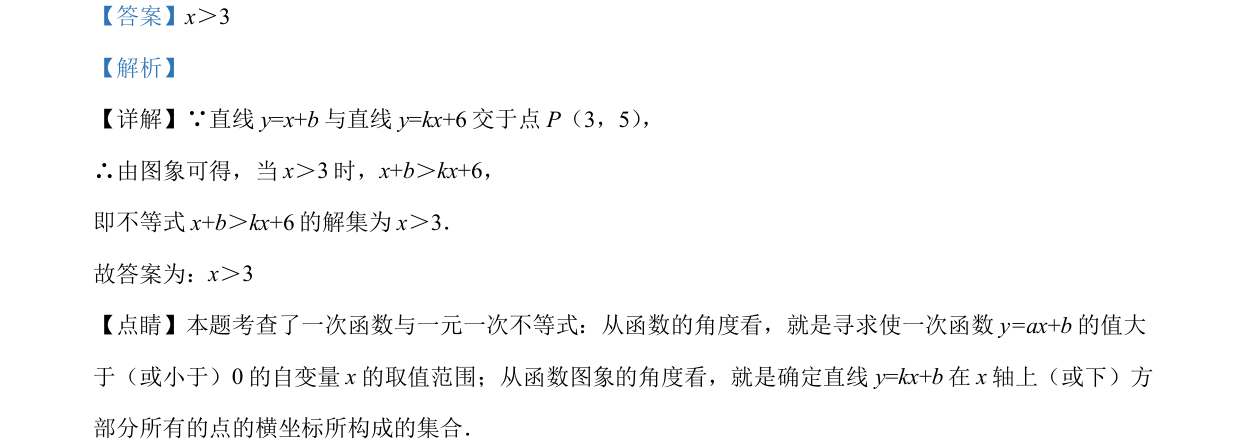 【答案】x＞3
【解析】
【详解】∵直线 y=x+b 与直线 y=kx+6 交于点 P（3，5），
∴由图象可得，当 x＞3 时，x+b＞kx+6，
即不等式 x+b＞kx+6 的解集为 x＞3．
故答案为：x＞3
【点睛】本题考查了一次函数与一元一次不等式：从函数的角度看，就是寻求使一次函数 y=ax+b 的值大
于（或小于）0 的自变量 x 的取值范围；从函数图象的角度看，就是确定直线 y=kx+b 在 x 轴上（或下）方
部分所有的点的横坐标所构成的集合．